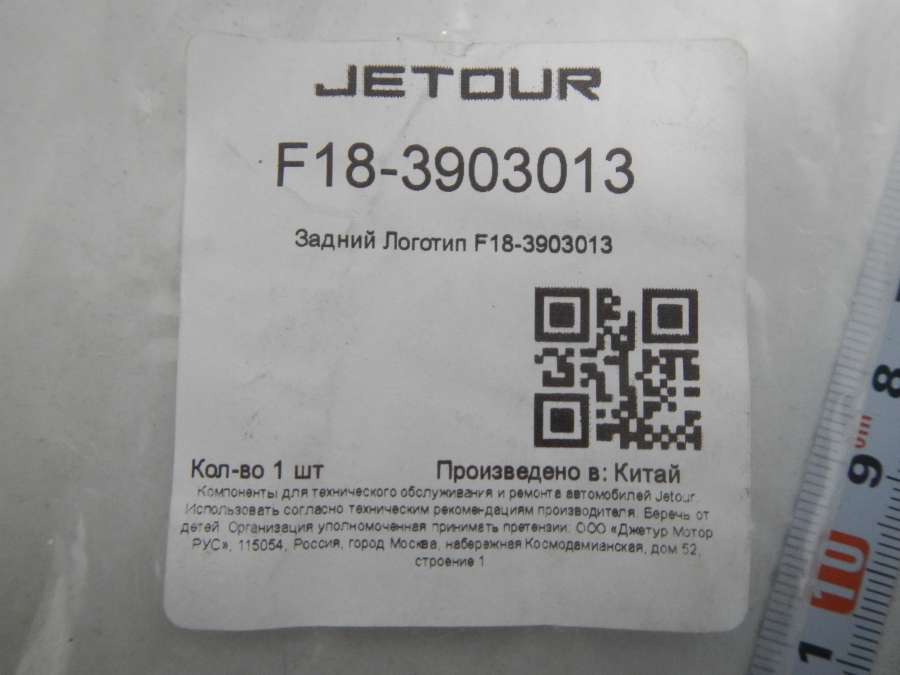 JETOUR
F18-3903013
Задний Логотип F18-3903013
Кол-во 1 шт Произведено в: Китай
Компоненты для технического обслуживания и ремонта автомобилей Jetour.
Использовать согласно техническим рекомендациям производителя. Беречь от
детей. Организация уполномоченная принимать претензии: ООО «Джетур Мотор
РУС», 115054, Россия, город Москва, набережная Космодамианская, дом 52,
строение 1
8
9 cm
10
1